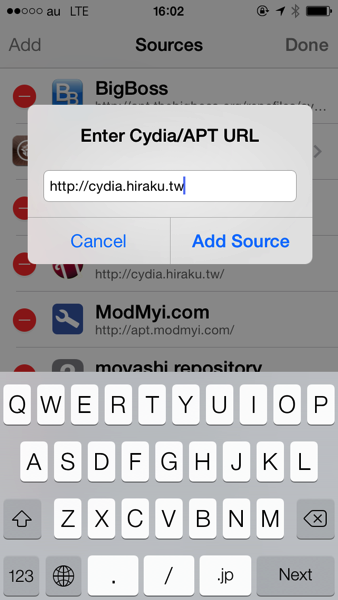 au LTE 16:02
Add Sources Done
BigBoss
Enter Cydia/APT URL
http://cydia.hiraku.tw
Cancel Add Source
http://cydia.hiraku.tw/
ModMyi.com
http://apt.modmyi.com/
moyashi repository
Q W E R T Y U I O P
A S D F G H J K L
Z X C V B N M
123 . / .jp Next